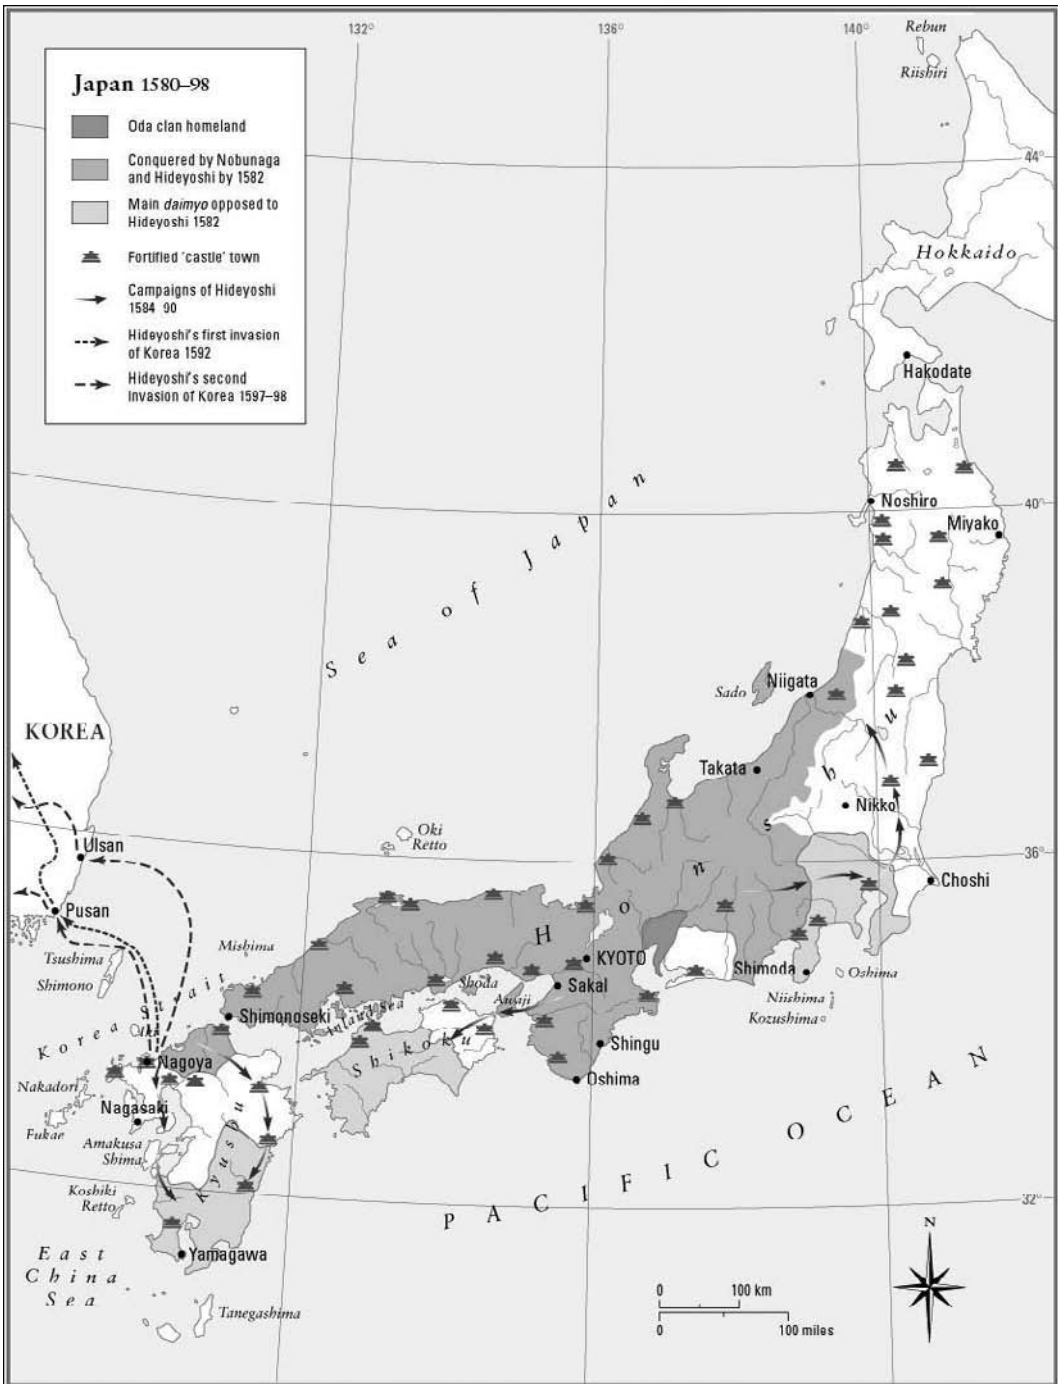 132°
136°
140°
Rebun
Riishiri
Japan 1580–98
Oda clan homeland
Conquered by Nobunaga
and Hideyoshi by 1582
Main daimyo opposed to
Hideyoshi 1582
Fortified 'castle' town
Campaigns of Hideyoshi
1584 90
Hideyoshi's first invasion
of Korea 1592
Hideyoshi's second
Invasion of Korea 1597–98
44°
Hokkaido
Hakodate
Noshiro
40°
Miyako
Sea of Japan
Sado
Niigata
KOREA
Takata
Honshu
Nikko
Oki
Retto
Ulsan
36°
Choshi
Pusan
Mishima
Tsushima
Shimono
KYOTO
Shimoda
Oshima
Shoda
Sakal
Awaji
Niishima
Kozushima
Korea Strait
Inland Sea
Shimonoseki
Iki
Shikoku
Shingu
Nagoya
Nakadori
Oshima
PACIFIC OCEAN
Nagasaki
Fukae
Kyushu
Amakusa
Shima
Koshiki
Retto
32°
N
Yamagawa
East
China
Sea
Tanegashima
0
100 km
0
100 miles